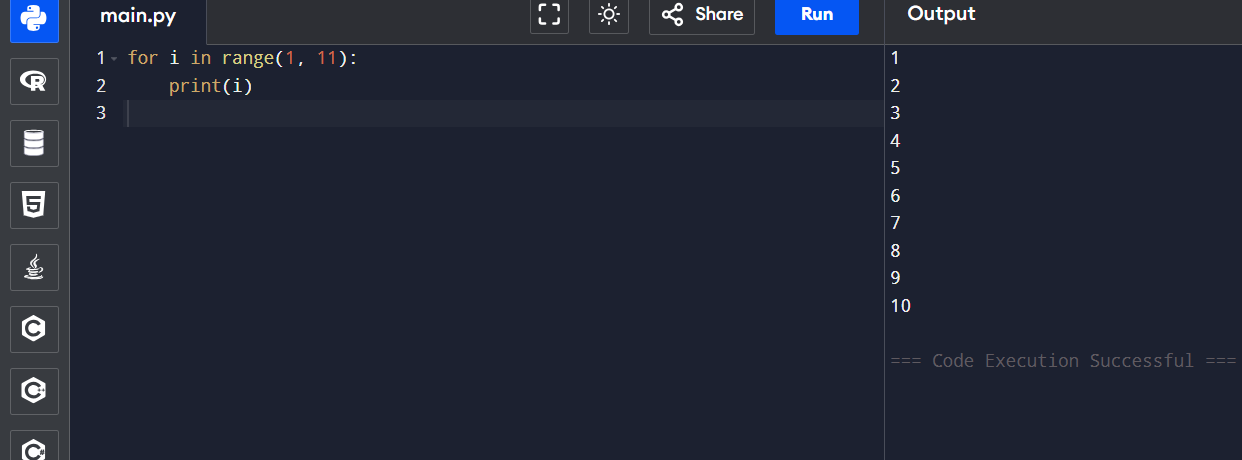 main.py
Share
Run
Output
1 for i in range(1, 11):
2     print(i)
3
1
2
3
4
5
6
7
8
9
10
=== Code Execution Successful ===